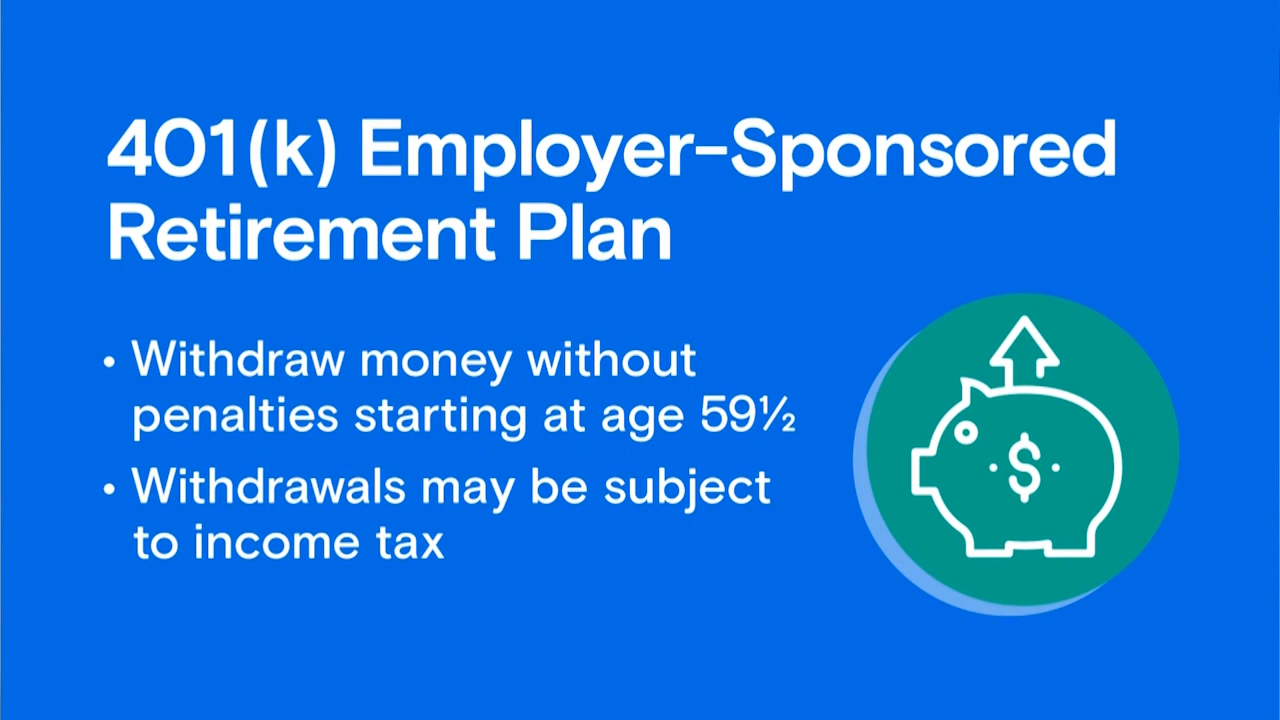 401(k) Employer-Sponsored
Retirement Plan
• Withdraw money without
penalties starting at age 59½
• Withdrawals may be subject
to income tax
$